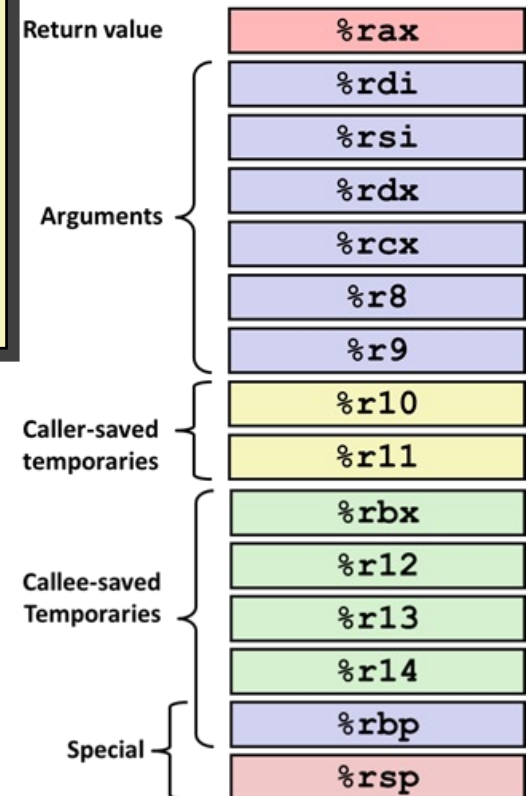 Return value
%rax
Arguments
%rdi
%rsi
%rdx
%rcx
%r8
%r9
Caller-saved
temporaries
%r10
%r11
Callee-saved
Temporaries
%rbx
%r12
%r13
%r14
%rbp
Special
%rsp